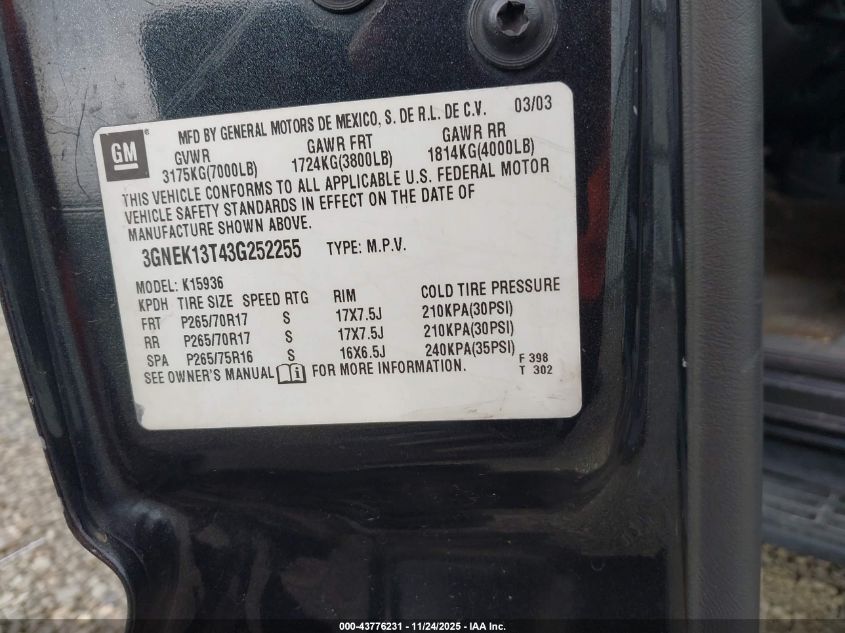 GM
MFD BY GENERAL MOTORS DE MEXICO, S. DE R.L. DE C.V. 03/03
GVWR GAWR FRT GAWR RR
3175KG(7000LB) 1724KG(3800LB) 1814KG(4000LB)
THIS VEHICLE CONFORMS TO ALL APPLICABLE U.S. FEDERAL MOTOR
VEHICLE SAFETY STANDARDS IN EFFECT ON THE DATE OF
MANUFACTURE SHOWN ABOVE.
3GNEK13T43G252255 TYPE: M.P.V.
MODEL: K15936
KPDH TIRE SIZE SPEED RTG RIM COLD TIRE PRESSURE
FRT P265/70R17 S 17X7.5J 210KPA(30PSI)
RR P265/70R17 S 17X7.5J 210KPA(30PSI)
SPA P265/75R16 S 16X6.5J 240KPA(35PSI) F 398
SEE OWNER'S MANUAL i FOR MORE INFORMATION. T 302
000-43776231 - 11/24/2025 - IAA Inc.